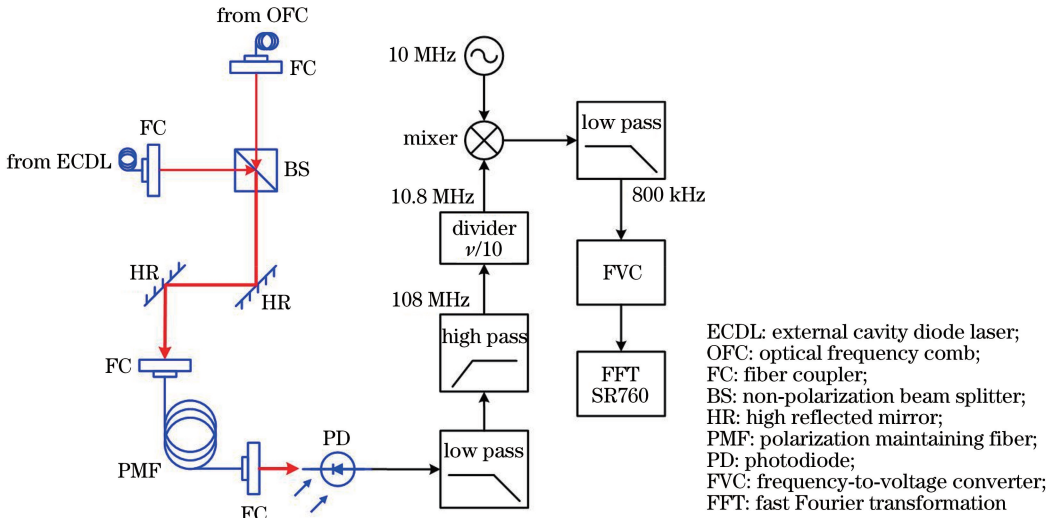 from OFC
FC
FC
from ECDL
BS
HR
HR
FC
PMF
FC
PD
low pass
high pass
108 MHz
divider
ν/10
10.8 MHz
mixer
10 MHz
low pass
800 kHz
FVC
FFT
SR760
ECDL: external cavity diode laser;
OFC: optical frequency comb;
FC: fiber coupler;
BS: non-polarization beam splitter;
HR: high reflected mirror;
PMF: polarization maintaining fiber;
PD: photodiode;
FVC: frequency-to-voltage converter;
FFT: fast Fourier transformation